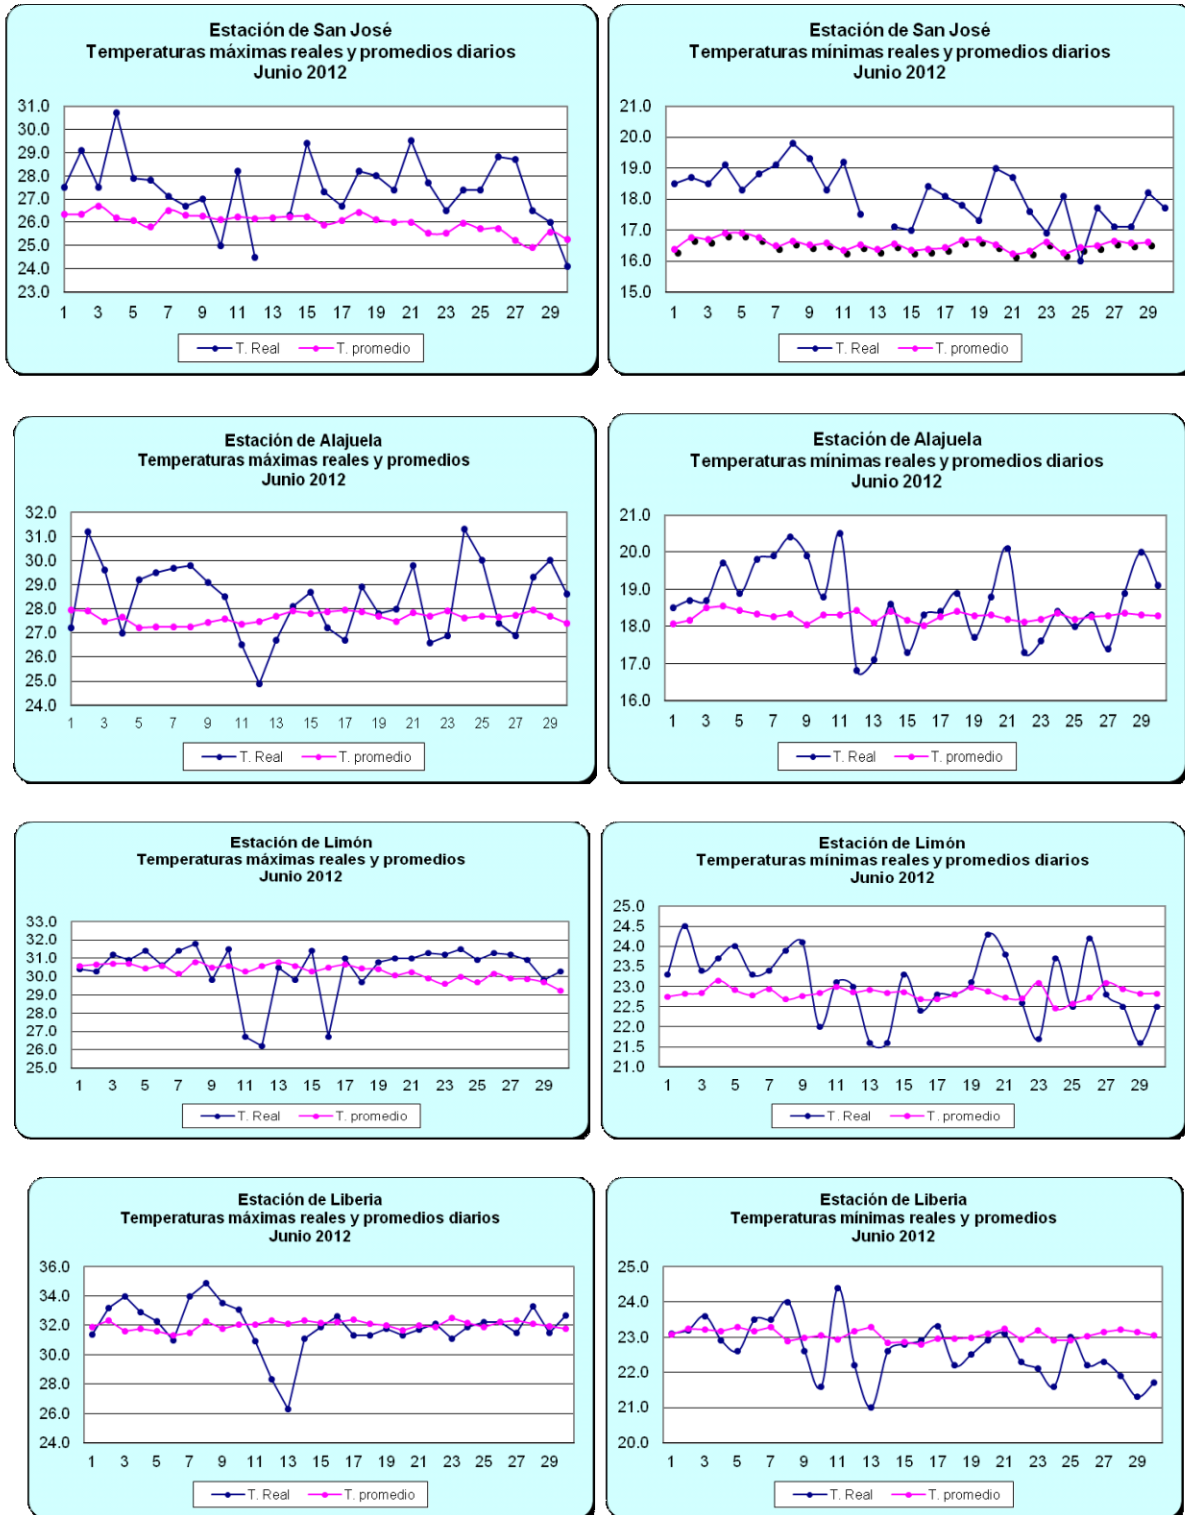 Estación de San José
Temperaturas máximas reales y promedios diarios
Junio 2012
31.0
30.0
29.0
28.0
27.0
26.0
25.0
24.0
23.0
1 3 5 7 9 11 13 15 17 19 21 23 25 27 29
T. Real T. promedio
Estación de San José
Temperaturas mínimas reales y promedios diarios
Junio 2012
21.0
20.0
19.0
18.0
17.0
16.0
15.0
1 3 5 7 9 11 13 15 17 19 21 23 25 27 29
T. Real T. promedio
Estación de Alajuela
Temperaturas máximas reales y promedios
Junio 2012
32.0
31.0
30.0
29.0
28.0
27.0
26.0
25.0
24.0
1 3 5 7 9 11 13 15 17 19 21 23 25 27 29
T. Real T. promedio
Estación de Alajuela
Temperaturas mínimas reales y promedios diarios
Junio 2012
21.0
20.0
19.0
18.0
17.0
16.0
1 3 5 7 9 11 13 15 17 19 21 23 25 27 29
T. Real T. promedio
Estación de Limón
Temperaturas máximas reales y promedios
Junio 2012
33.0
32.0
31.0
30.0
29.0
28.0
27.0
26.0
25.0
1 3 5 7 9 11 13 15 17 19 21 23 25 27 29
T. Real T. promedio
Estación de Limón
Temperaturas mínimas reales y promedios diarios
Junio 2012
25.0
24.5
24.0
23.5
23.0
22.5
22.0
21.5
21.0
1 3 5 7 9 11 13 15 17 19 21 23 25 27 29
T. Real T. promedio
Estación de Liberia
Temperaturas máximas reales y promedios diarios
Junio 2012
36.0
34.0
32.0
30.0
28.0
26.0
24.0
1 3 5 7 9 11 13 15 17 19 21 23 25 27 29
T. Real T. promedio
Estación de Liberia
Temperaturas mínimas reales y promedios
Junio 2012
25.0
24.0
23.0
22.0
21.0
20.0
1 3 5 7 9 11 13 15 17 19 21 23 25 27 29
T. Real T. promedio